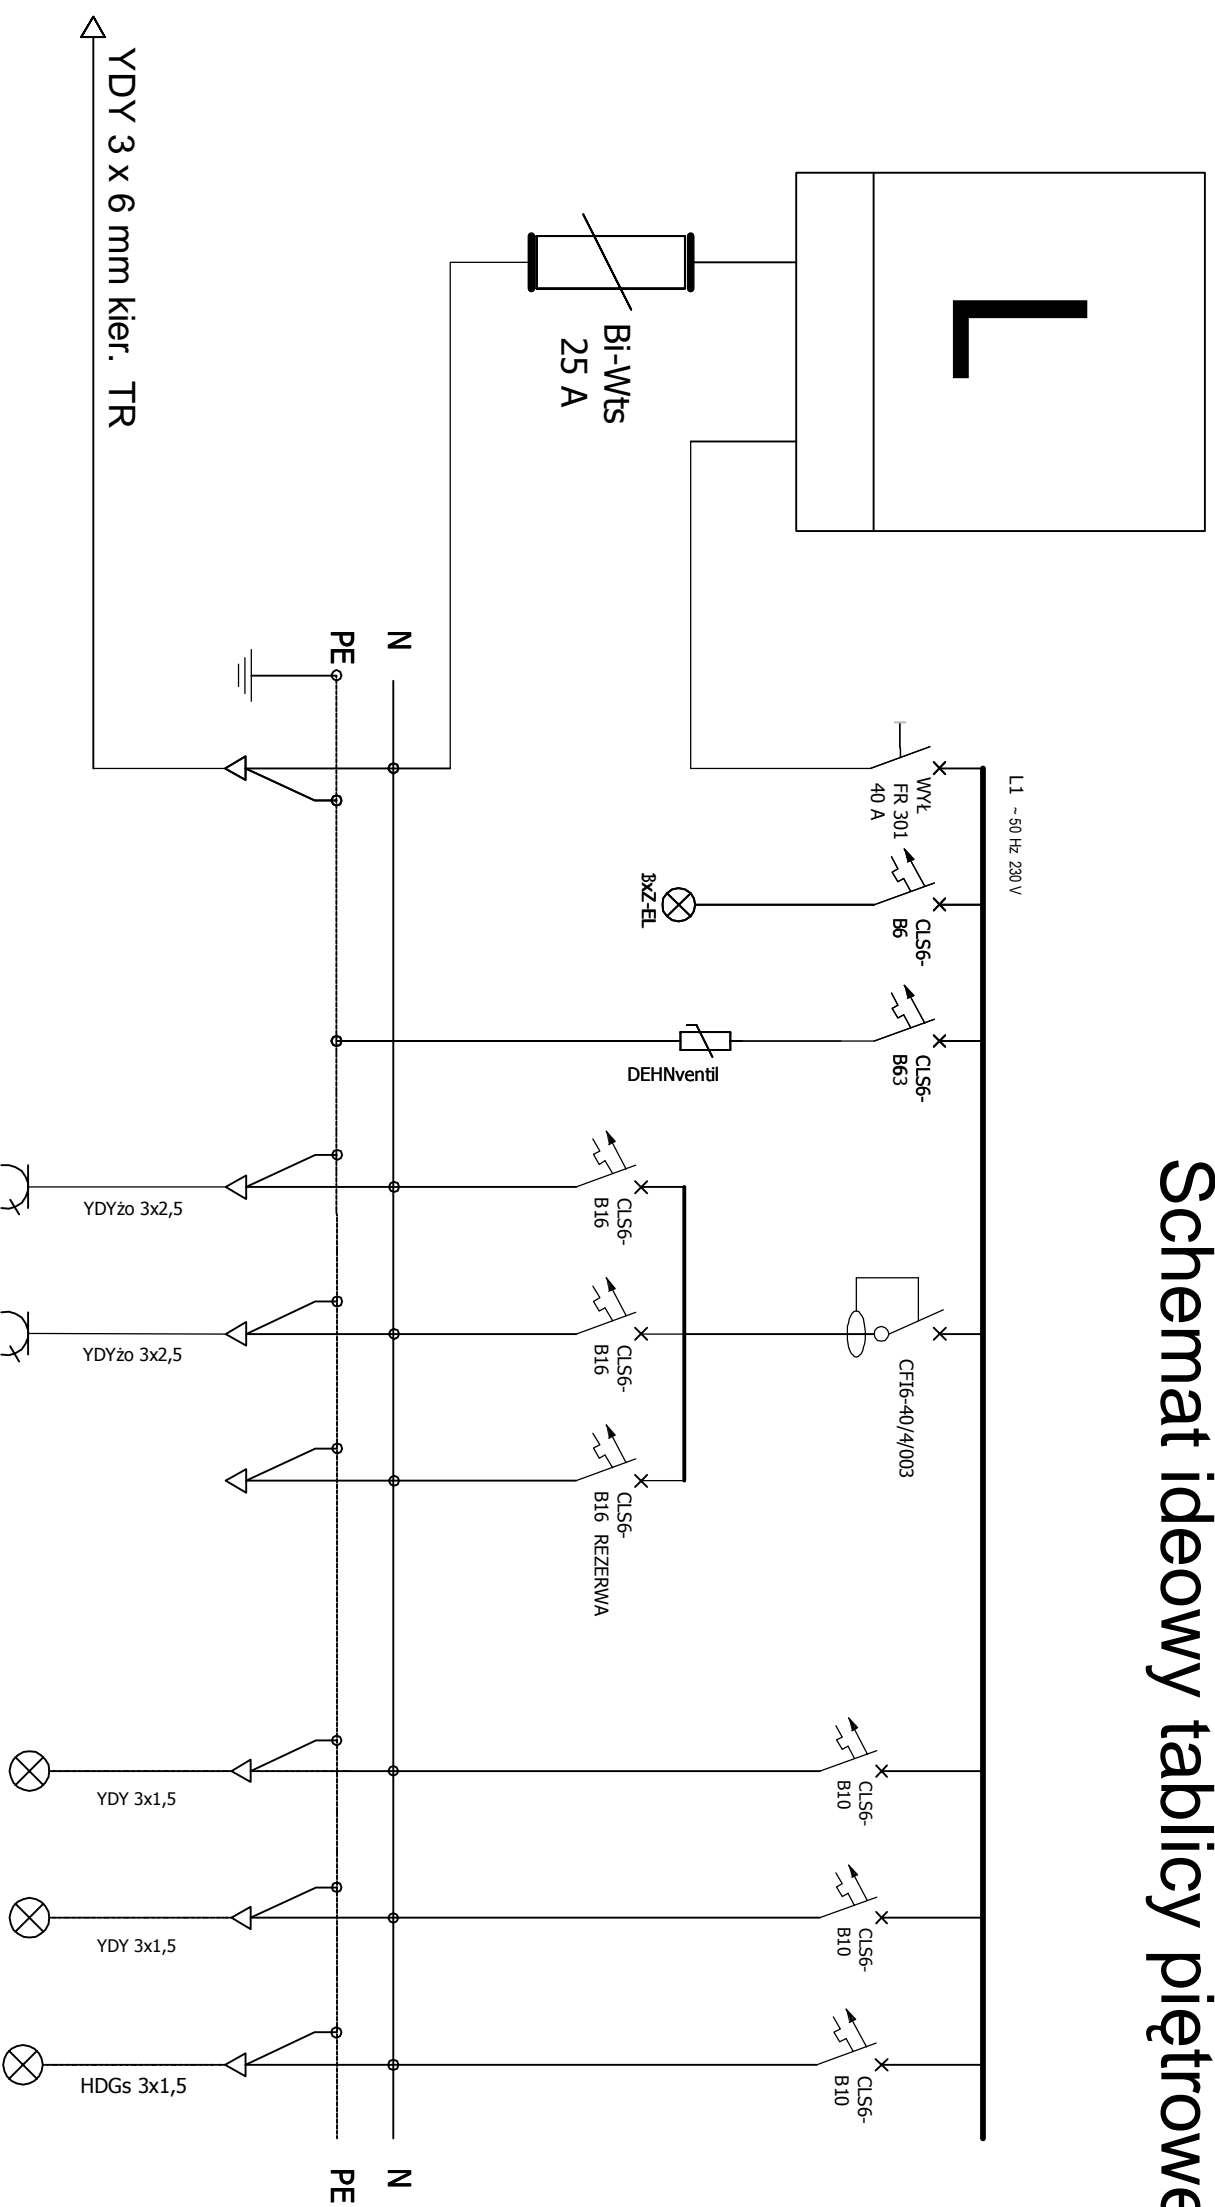 Schemat ideowy tablicy piętrowe
L1 ~ 50 Hz 230 V
L
WYŁ
FR 301
40 A
CLS6-
B6
CLS6-
B63
CFI6-40/4/003
CLS6-
B10
CLS6-
B10
CLS6-
B10
Bi-Wts
25 A
3xZ-EL
DEHNventil
CLS6-
B16
CLS6-
B16
CLS6-
B16 REZERWA
N
N
PE
PE
YDY 3 x 6 mm kier. TR
YDYżo 3x2,5
YDYżo 3x2,5
YDY 3x1,5
YDY 3x1,5
HDGs 3x1,5